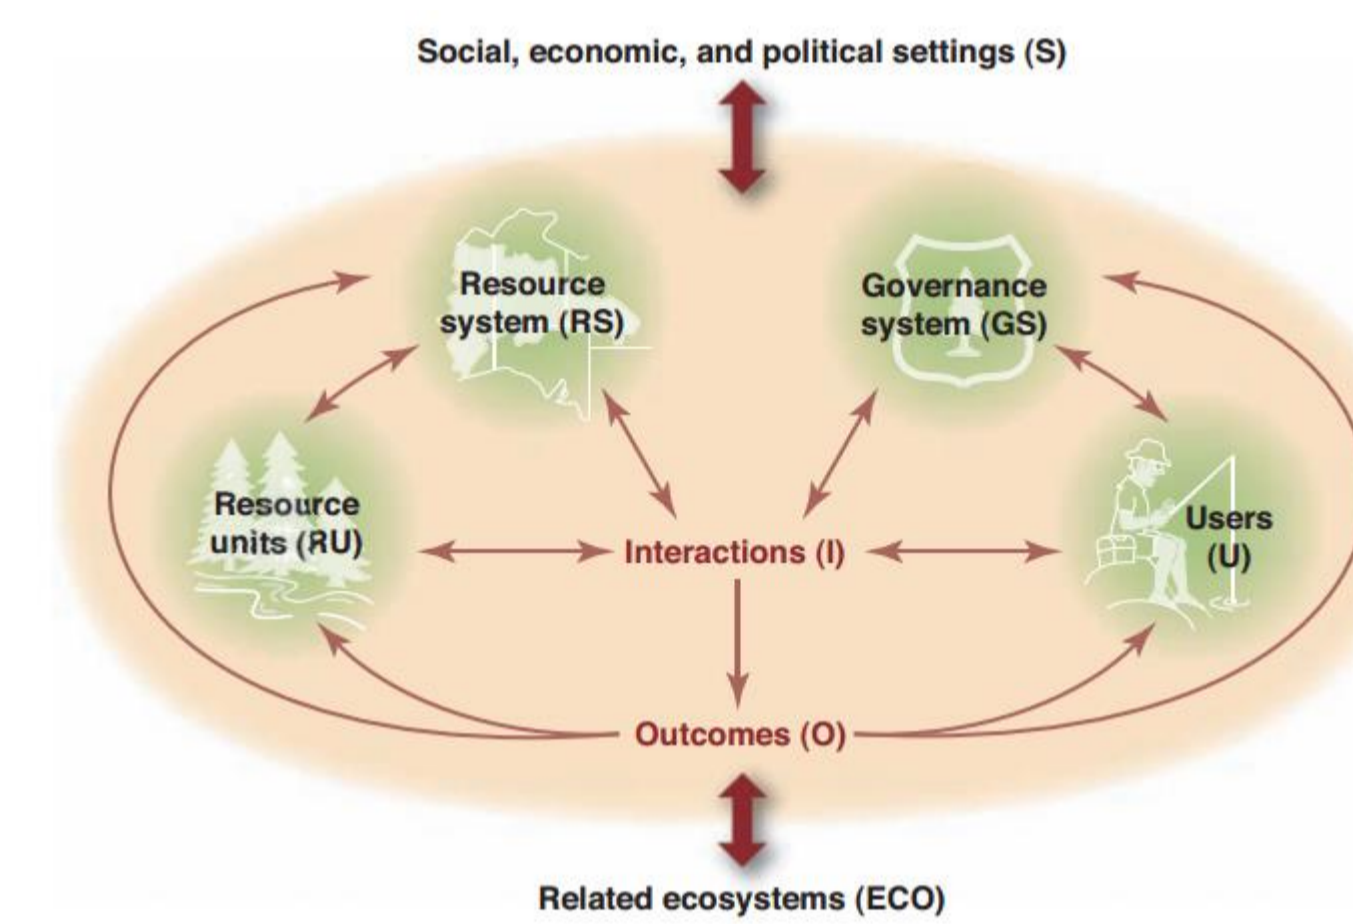 Social, economic, and political settings (S)
Resource
system (RS)
Governance
system (GS)
Resource
units (RU)
Interactions (I)
Users
(U)
Outcomes (O)
Related ecosystems (ECO)